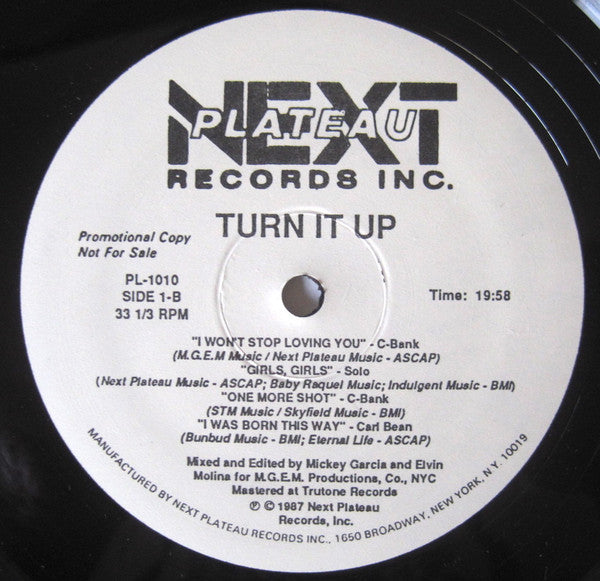 NEXT
PLATEAU
RECORDS INC.
TURN IT UP
Promotional Copy
Not For Sale
PL-1010
SIDE 1-B
33 1/3 RPM
Time: 19:58
"I WON'T STOP LOVING YOU" - C-Bank
(M.G.E.M Music / Next Plateau Music - ASCAP)
"GIRLS, GIRLS" - Solo
(Next Plateau Music - ASCAP; Baby Raquel Music; Indulgent Music - BMI)
"ONE MORE SHOT" - C-Bank
(STM Music / Skyfield Music - BMI)
"I WAS BORN THIS WAY" - Carl Bean
(Bunbud Music - BMI; Eternal Life - ASCAP)
Mixed and Edited by Mickey Garcia and Elvin
Molina for M.G.E.M. Productions, Co., NYC
Mastered at Trutone Records
℗ © 1987 Next Plateau
Records, Inc.
MANUFACTURED BY NEXT PLATEAU RECORDS INC., 1650 BROADWAY, NEW YORK, N.Y. 10019